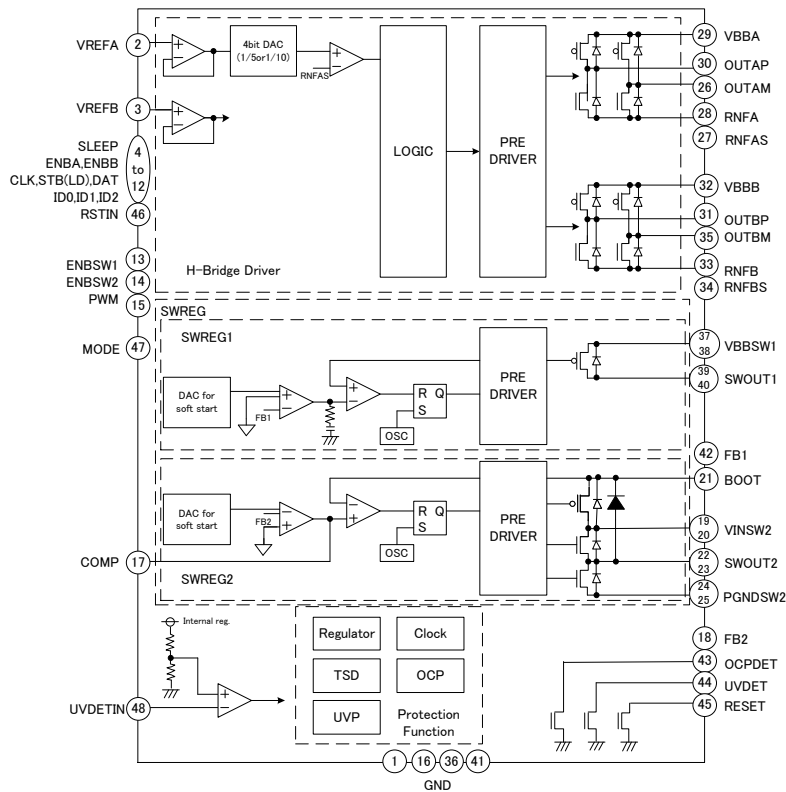 VREFA
2
VREFB
3
SLEEP
ENBA,ENBB
CLK,STB(LD),DAT
ID0,ID1,ID2
4
to
12
RSTIN
46
ENBSW1
13
ENBSW2
14
PWM
15
MODE
47
COMP
17
UVDETIN
48
4bit DAC
(1/5or1/10)
+
−
+
−
RNFAS
+
−
LOGIC
PRE
DRIVER
H-Bridge Driver
29
VBBA
30
OUTAP
26
OUTAM
28
RNFA
27
RNFAS
32
VBBB
31
OUTBP
35
OUTBM
33
RNFB
34
RNFBS
SWREG
SWREG1
DAC for
soft start
FB1
+
+
−
+
−
R Q
S
OSC
PRE
DRIVER
37
38
VBBSW1
39
40
SWOUT1
42
FB1
21
BOOT
DAC for
soft start
FB2
−
−
+
−
+
R Q
S
OSC
PRE
DRIVER
SWREG2
19
20
VINSW2
22
23
SWOUT2
24
25
PGNDSW2
18
FB2
43
OCPDET
44
UVDET
45
RESET
Internal reg.
+
−
Regulator
Clock
TSD
OCP
UVP
Protection
Function
1
16
36
41
GND